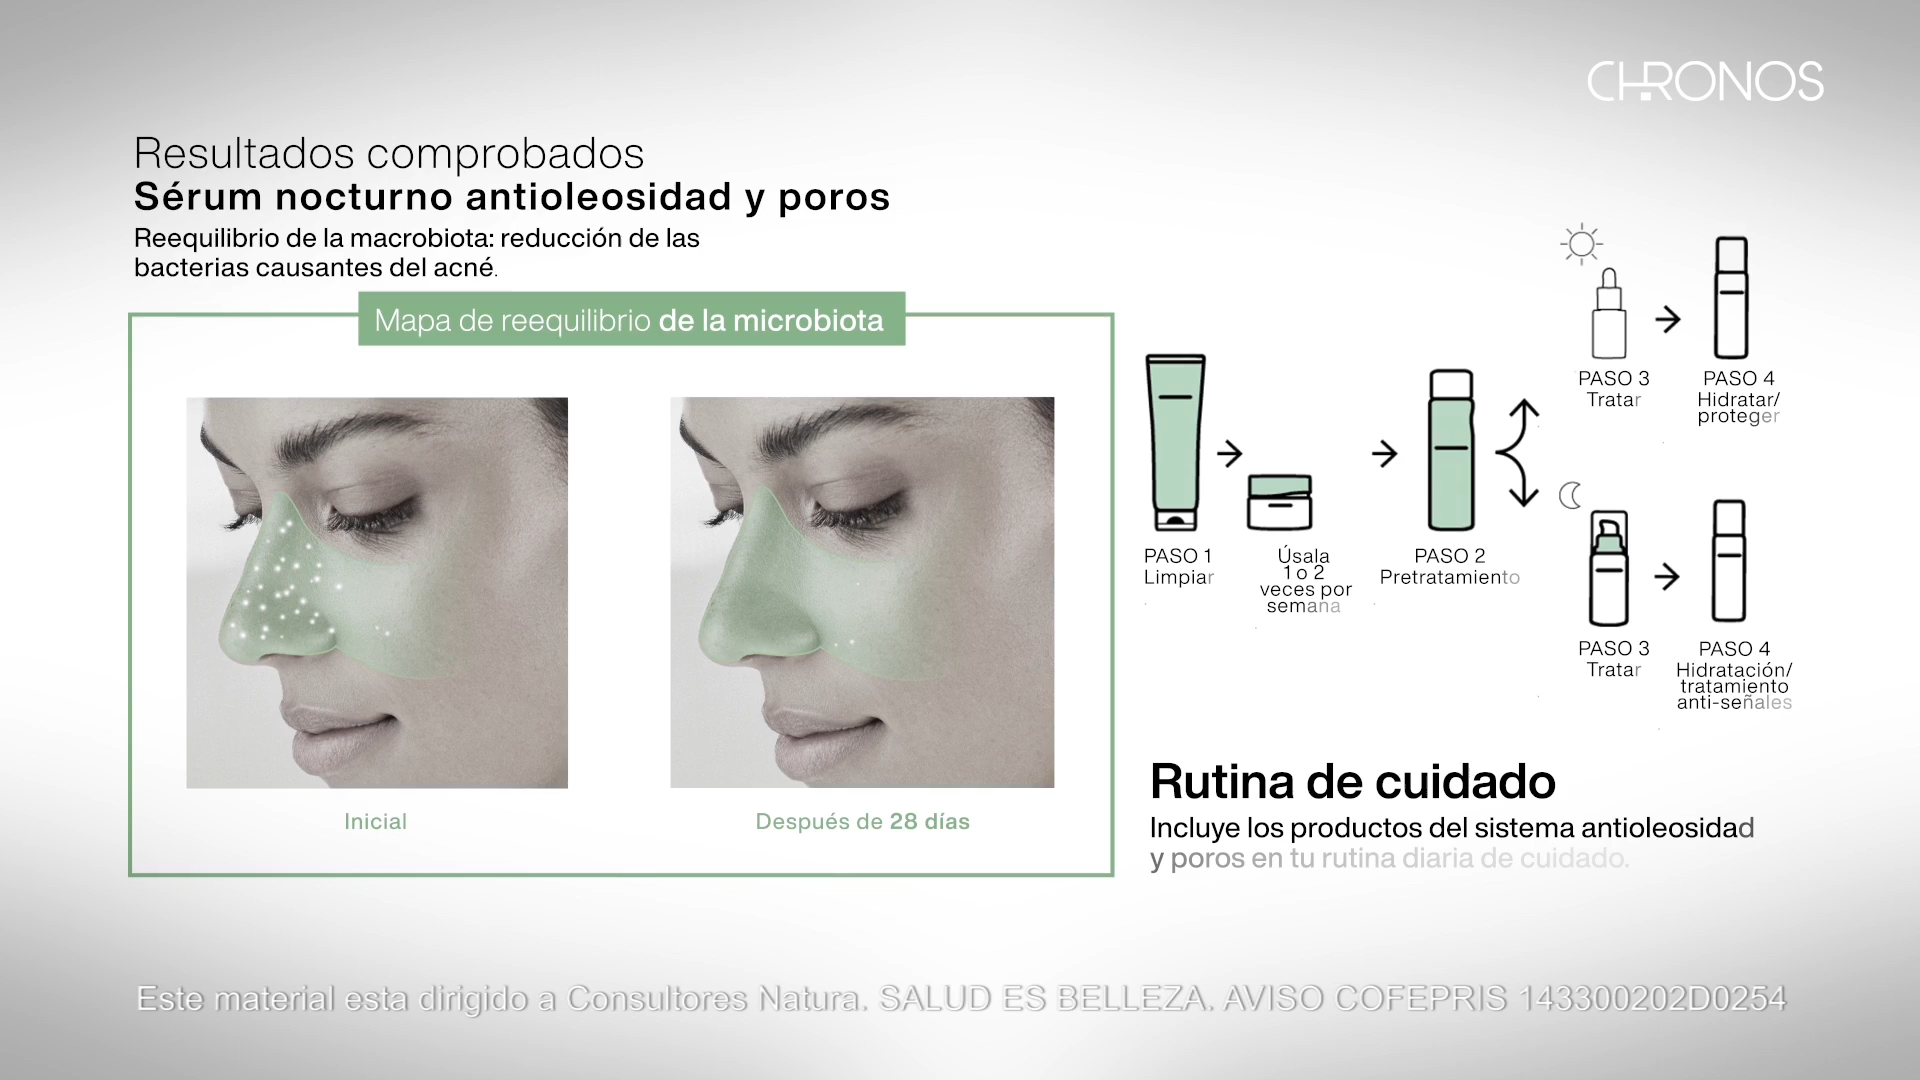 CHRONOS
Resultados comprobados
Sérum nocturno antioleosidad y poros
Reequilibrio de la macrobiota: reducción de las
bacterias causantes del acné.
Mapa de reequilibrio de la microbiota
Inicial
Después de 28 días
PASO 1
Limpiar
Úsala
1 o 2
veces por
semana
PASO 2
Pretratamiento
PASO 3
Tratar
PASO 4
Hidratar/
proteger
PASO 3
Tratar
PASO 4
Hidratación/
tratamiento
anti-señales
Rutina de cuidado
Incluye los productos del sistema antioleosidad
y poros en tu rutina diaria de cuidado.
Este material esta dirigido a Consultores Natura. SALUD ES BELLEZA. AVISO COFEPRIS 143300202D0254